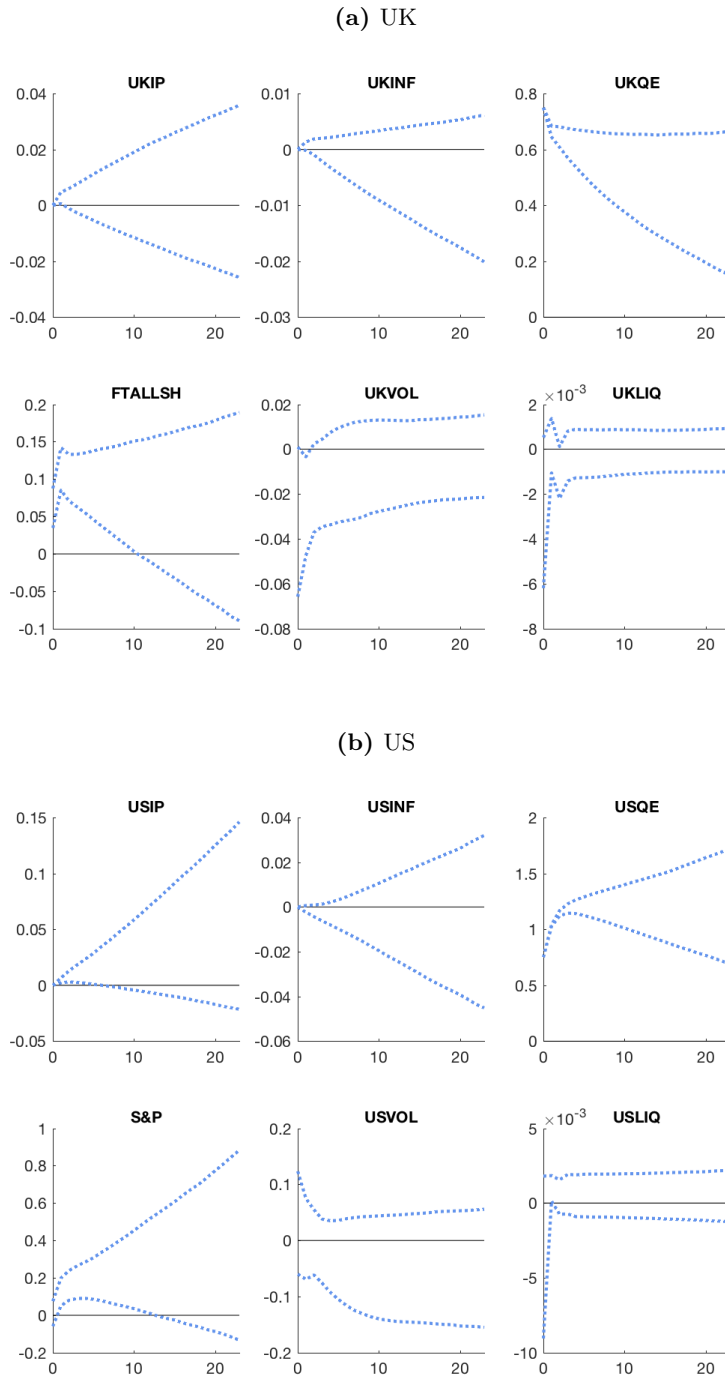 (a) UK
UKIP UKINF UKQE
0.04 0.01 0.8
0.02 0 0.6
0 -0.01 0.4
-0.02 -0.02 0.2
-0.04 -0.03 0
0 10 20 0 10 20 0 10 20
FTALLSH UKVOL UKLIQ
×10-3
0.2 0.02 2
0.15 0 0
0.1 -0.02 -2
0.05 -0.04 -4
0 -0.06 -6
-0.05 -0.08 -8
-0.1
0 10 20 0 10 20 0 10 20
(b) US
USIP USINF USQE
0.15 0.04 2
0.1 0.02 1.5
0.05 0 1
0 -0.02 0.5
-0.05 -0.04 0
-0.06
0 10 20 0 10 20 0 10 20
S&P USVOL USLIQ
×10-3
1 0.2 5
0.8 0.1 0
0.6 0 -5
0.4 -0.1 -10
0.2 -0.2
0
-0.2
0 10 20 0 10 20 0 10 20